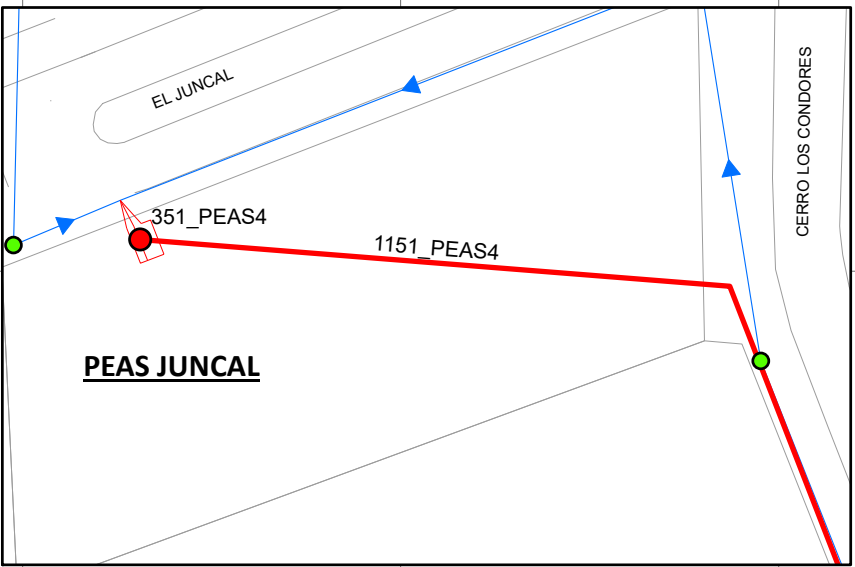 EL JUNCAL
CERRO LOS CONDORES
351_PEAS4
1151_PEAS4
PEAS JUNCAL